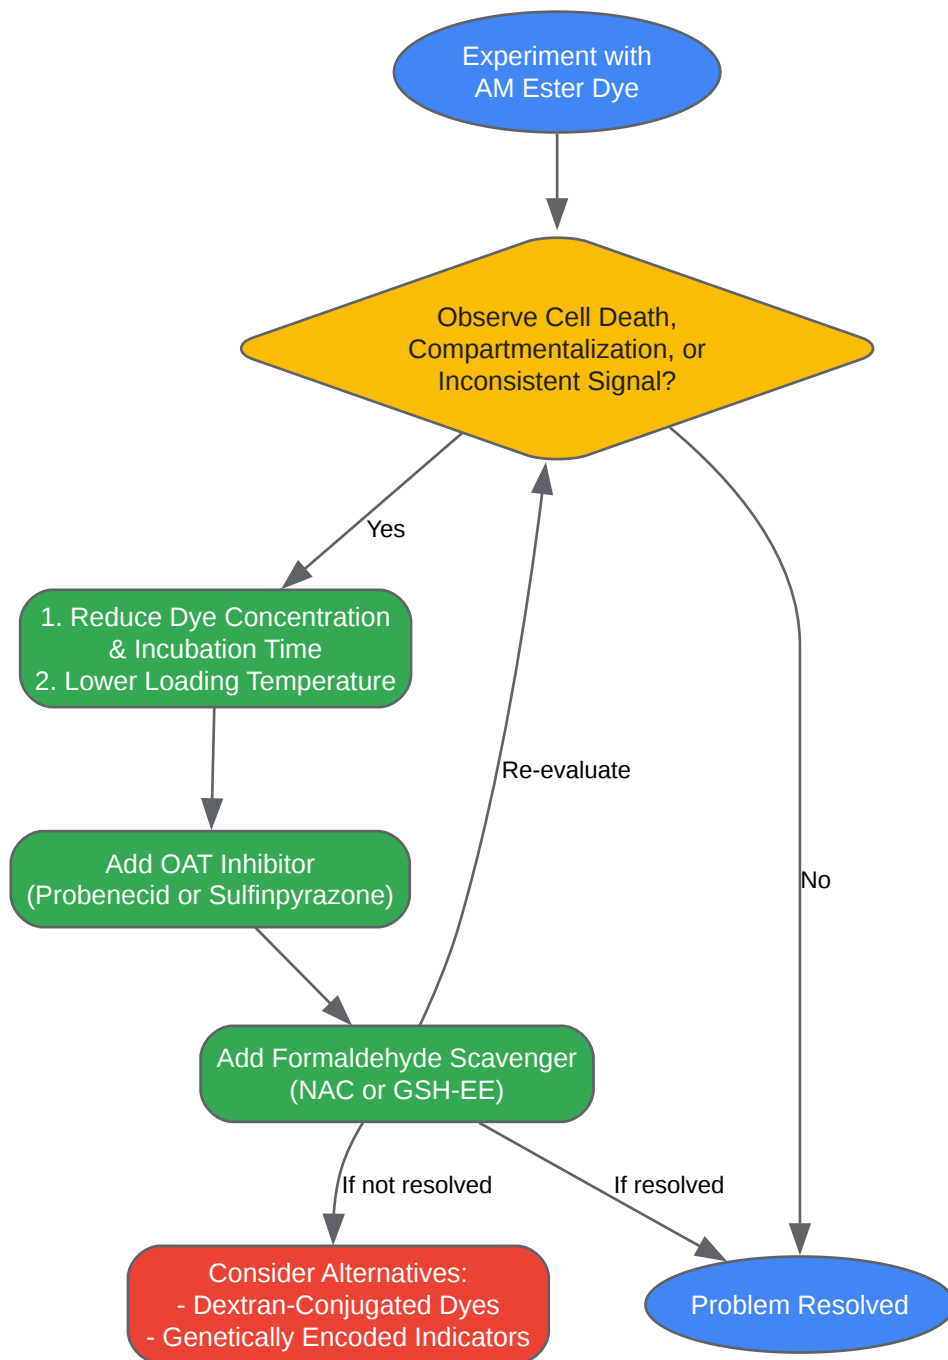 Experiment with
AM Ester Dye
Observe Cell Death,
Compartmentalization, or
Inconsistent Signal?
Yes
1. Reduce Dye Concentration
& Incubation Time
2. Lower Loading Temperature
Re-evaluate
Add OAT Inhibitor
(Probenecid or Sulfinpyrazone)
No
Add Formaldehyde Scavenger
(NAC or GSH-EE)
If not resolved
If resolved
Consider Alternatives:
- Dextran-Conjugated Dyes
- Genetically Encoded Indicators
Problem Resolved